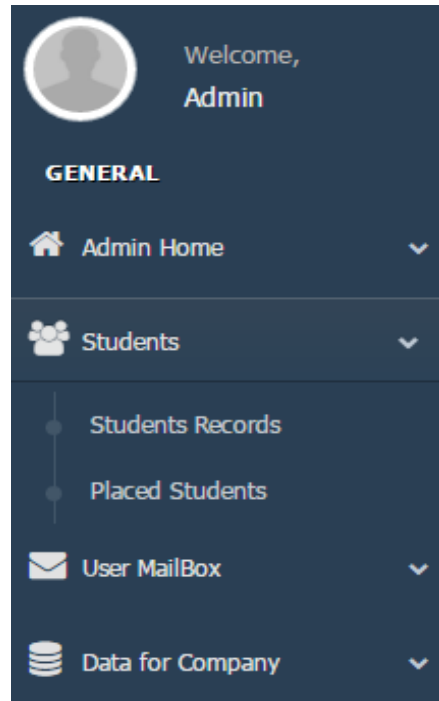 Welcome,
Admin
GENERAL
Admin Home
Students
Students Records
Placed Students
User MailBox
Data for Company